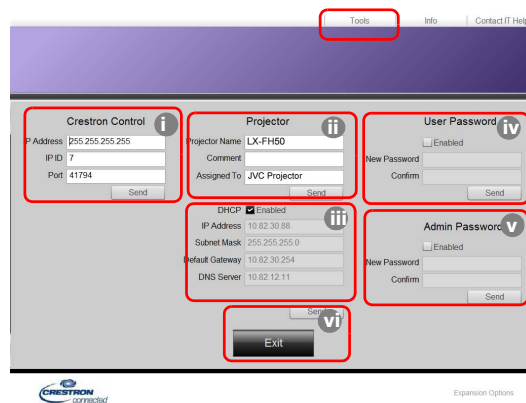 Tools Info Contact IT Help
Crestron Control i
IP Address 255.255.255.255
IP ID 7
Port 41794
Send
Projector ii
Projector Name LX-FH50
Comment
Assigned To JVC Projector
Send
DHCP Enabled iii
IP Address 10.82.30.88
Subnet Mask 255.255.255.0
Default Gateway 10.82.30.254
DNS Server 10.82.12.11
Send
vi
Exit
User Password iv
Enabled
New Password
Confirm
Send
Admin Password v
Enabled
New Password
Confirm
Send
CRESTRON
connected
Expansion Options